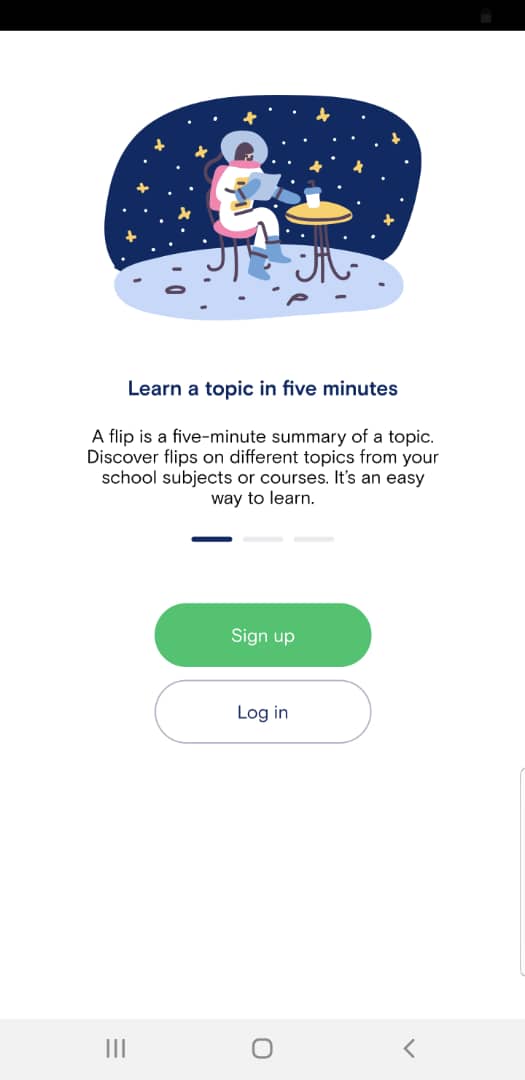 Learn a topic in five minutes
A flip is a five-minute summary of a topic.
Discover flips on different topics from your
school subjects or courses. It's an easy
way to learn.
Sign up
Log in